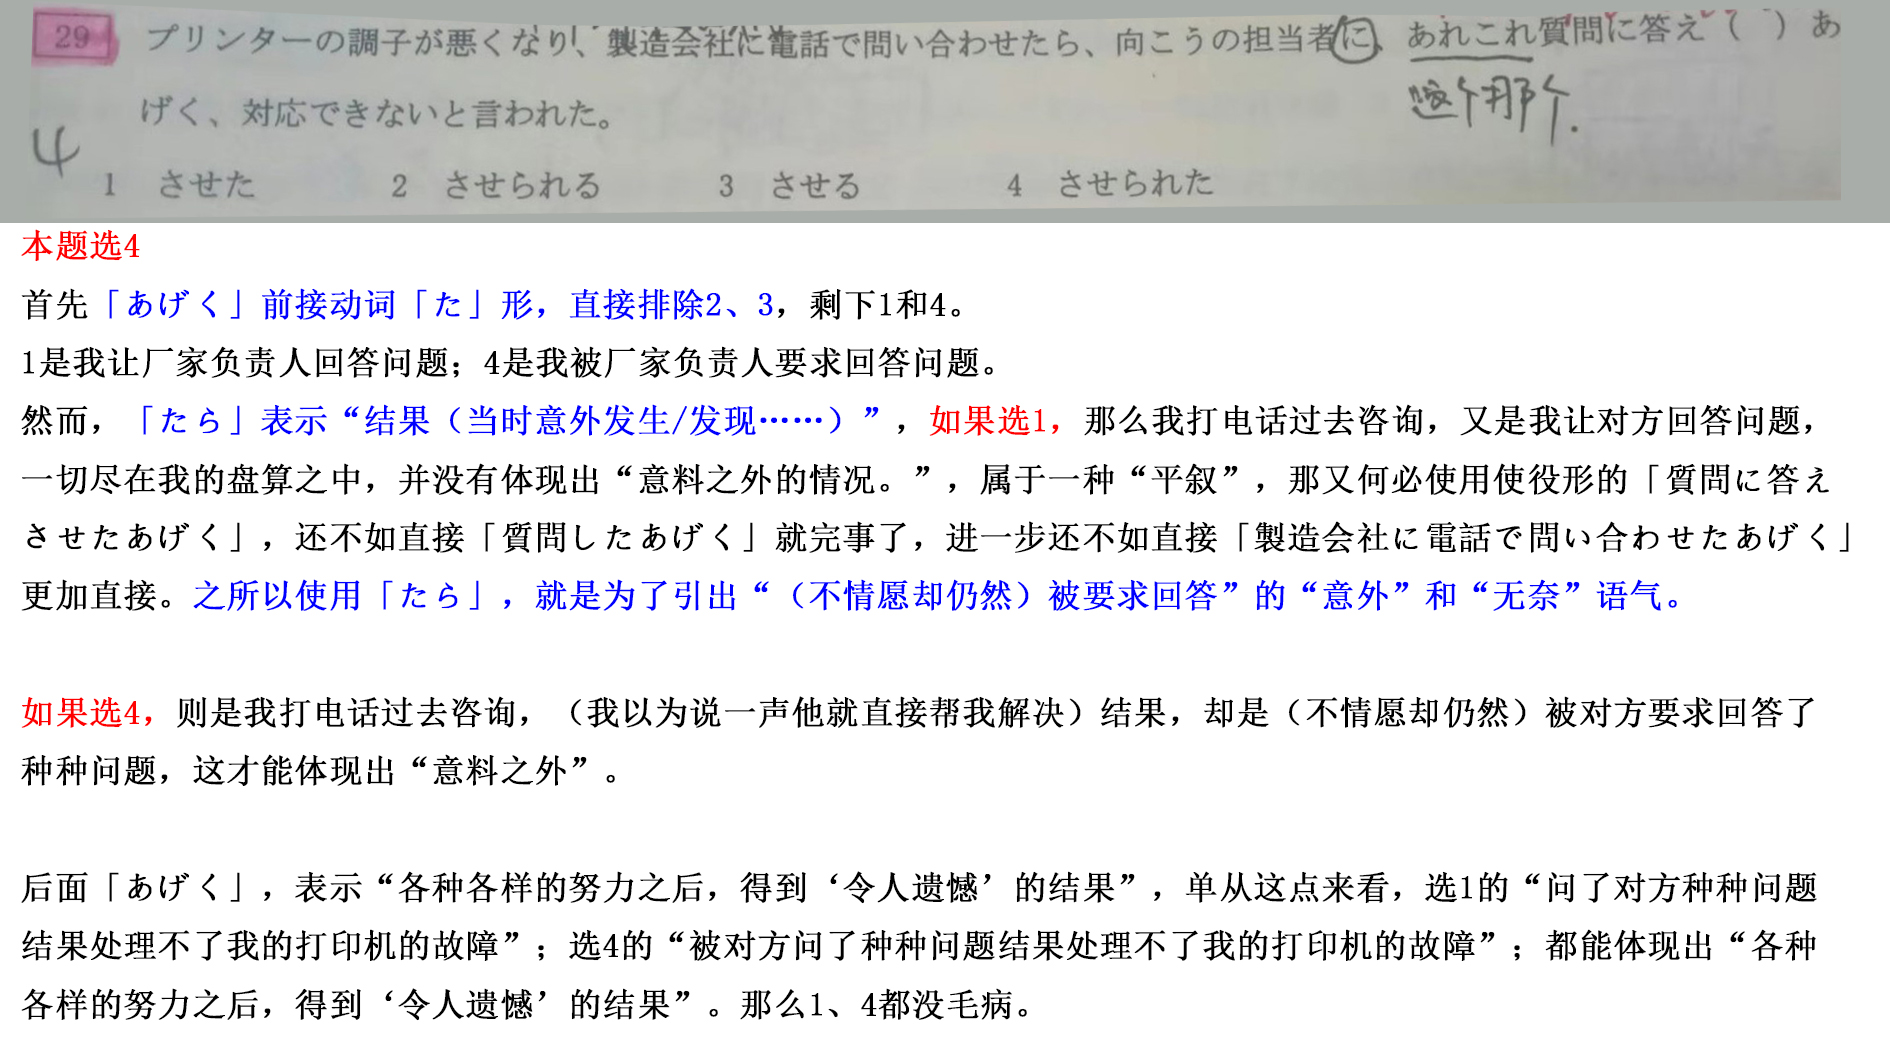 29 プリンターの調子が悪くなり、製造会社に電話で問い合わせたら、向こうの担当者に、あれこれ質問に答え（ ）あ
这个那个.
げく、対応できないと言われた。
4
1 させた 2 させられる 3 させる 4 させられた
本题选4
首先「あげく」前接动词「た」形，直接排除2、3，剩下1和4。
1是我让厂家负责人回答问题；4是我被厂家负责人要求回答问题。
然而，「たら」表示“结果（当时意外发生/发现……）”，如果选1，那么我打电话过去咨询，又是我让对方回答问题，
一切尽在我的盘算之中，并没有体现出“意料之外的情况。”，属于一种“平叙”，那又何必使用使役形的「質問に答え
させたあげく」，还不如直接「質問したあげく」就完事了，进一步还不如直接「製造会社に電話で問い合わせたあげく」
更加直接。之所以使用「たら」，就是为了引出“（不情愿却仍然）被要求回答”的“意外”和“无奈”语气。
如果选4，则是我打电话过去咨询，（我以为说一声他就直接帮我解决）结果，却是（不情愿却仍然）被对方要求回答了
种种问题，这才能体现出“意料之外”。
后面「あげく」，表示“各种各样的努力之后，得到‘令人遗憾’的结果”，单从这点来看，选1的“问了对方种种问题
结果处理不了我的打印机的故障”；选4的“被对方问了种种问题结果处理不了我的打印机的故障”；都能体现出“各种
各样的努力之后，得到‘令人遗憾’的结果”。那么1、4都没毛病。